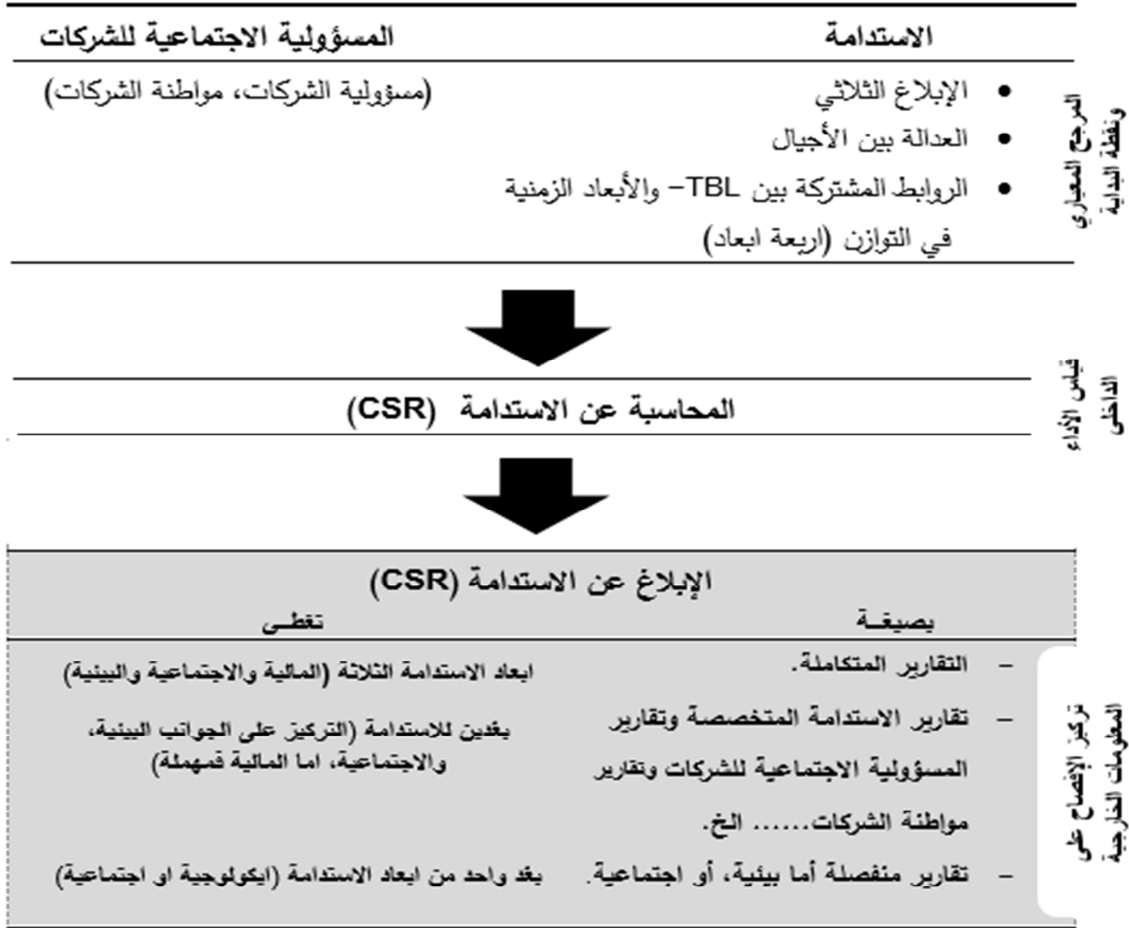 الاستدامة
المسؤولية الاجتماعية للشركات
المرجع المعياري
ونقطة البداية
• الإبلاغ الثلاثي
(مسؤولية الشركات، مواطنة الشركات)
• العدالة بين الأجيال
• الروابط المشتركة بين TBL– والأبعاد الزمنية
في التوازن (اربعة ابعاد)
قياس الأداء
الداخلي
المحاسبة عن الاستدامة (CSR)
الإبلاغ عن الاستدامة (CSR)
بصيغــة
تغطــى
تركيز الإفصاح على
المعلومات الخارجية
– التقارير المتكاملة.
ابعاد الاستدامة الثلاثة (المالية والاجتماعية والبيئية)
– تقارير الاستدامة المتخصصة وتقارير
المسؤولية الاجتماعية للشركات وتقارير
مواطنة الشركات...... الخ.
بعدين للاستدامة (التركيز على الجوانب البيئية،
والاجتماعية، اما المالية فمهملة)
– تقارير منفصلة أما بيئية، أو اجتماعية.
بعد واحد من ابعاد الاستدامة (ايكولوجية او اجتماعية)